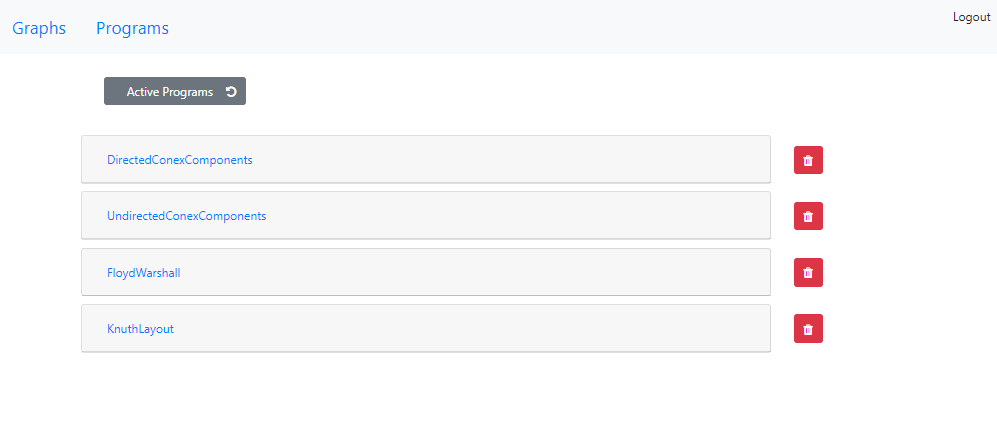 Graphs Programs Logout
Active Programs
DirectedConexComponents
UndirectedConexComponents
FloydWarshall
KnuthLayout